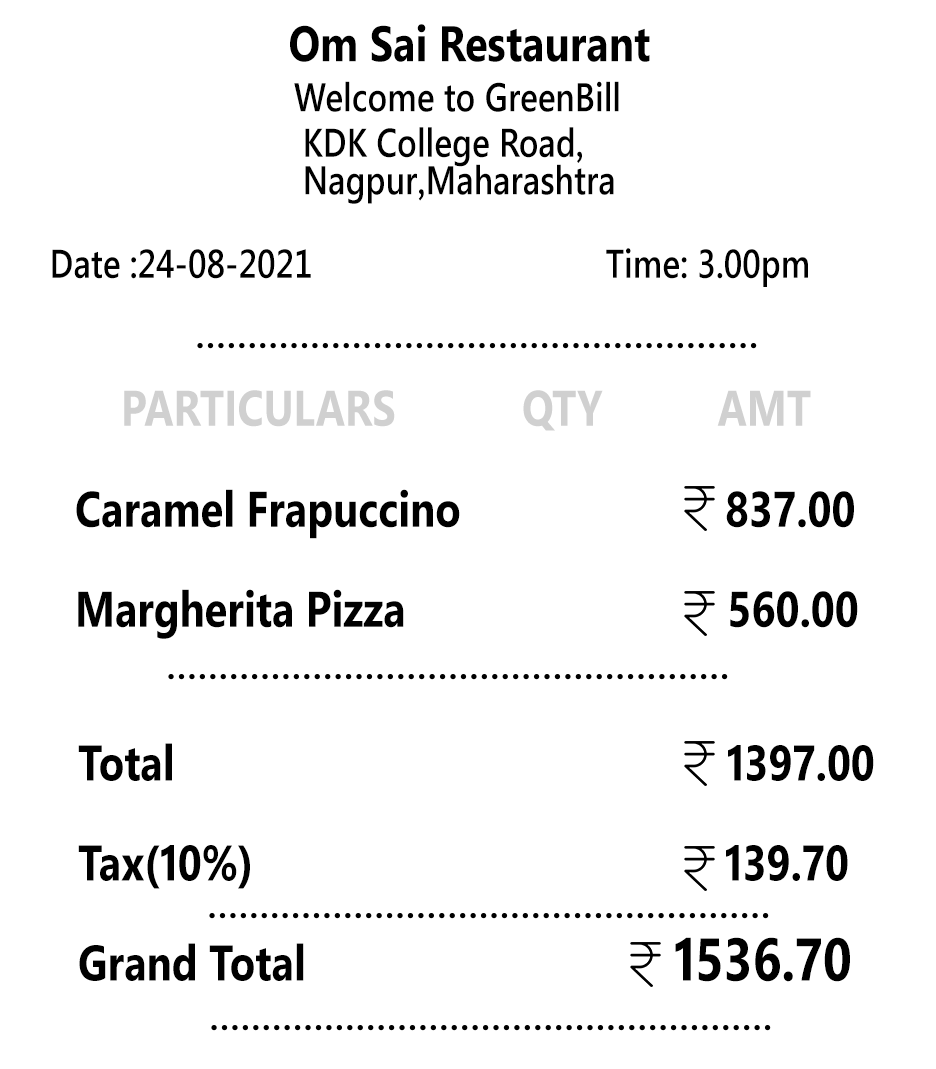 Om Sai Restaurant
Welcome to GreenBill
KDK College Road,
Nagpur,Maharashtra
Date :24-08-2021 Time: 3.00pm
......................................................
PARTICULARS QTY AMT
Caramel Frapuccino ₹ 837.00
Margherita Pizza ₹ 560.00
......................................................
Total ₹ 1397.00
Tax(10%) ₹ 139.70
......................................................
Grand Total ₹ 1536.70
......................................................